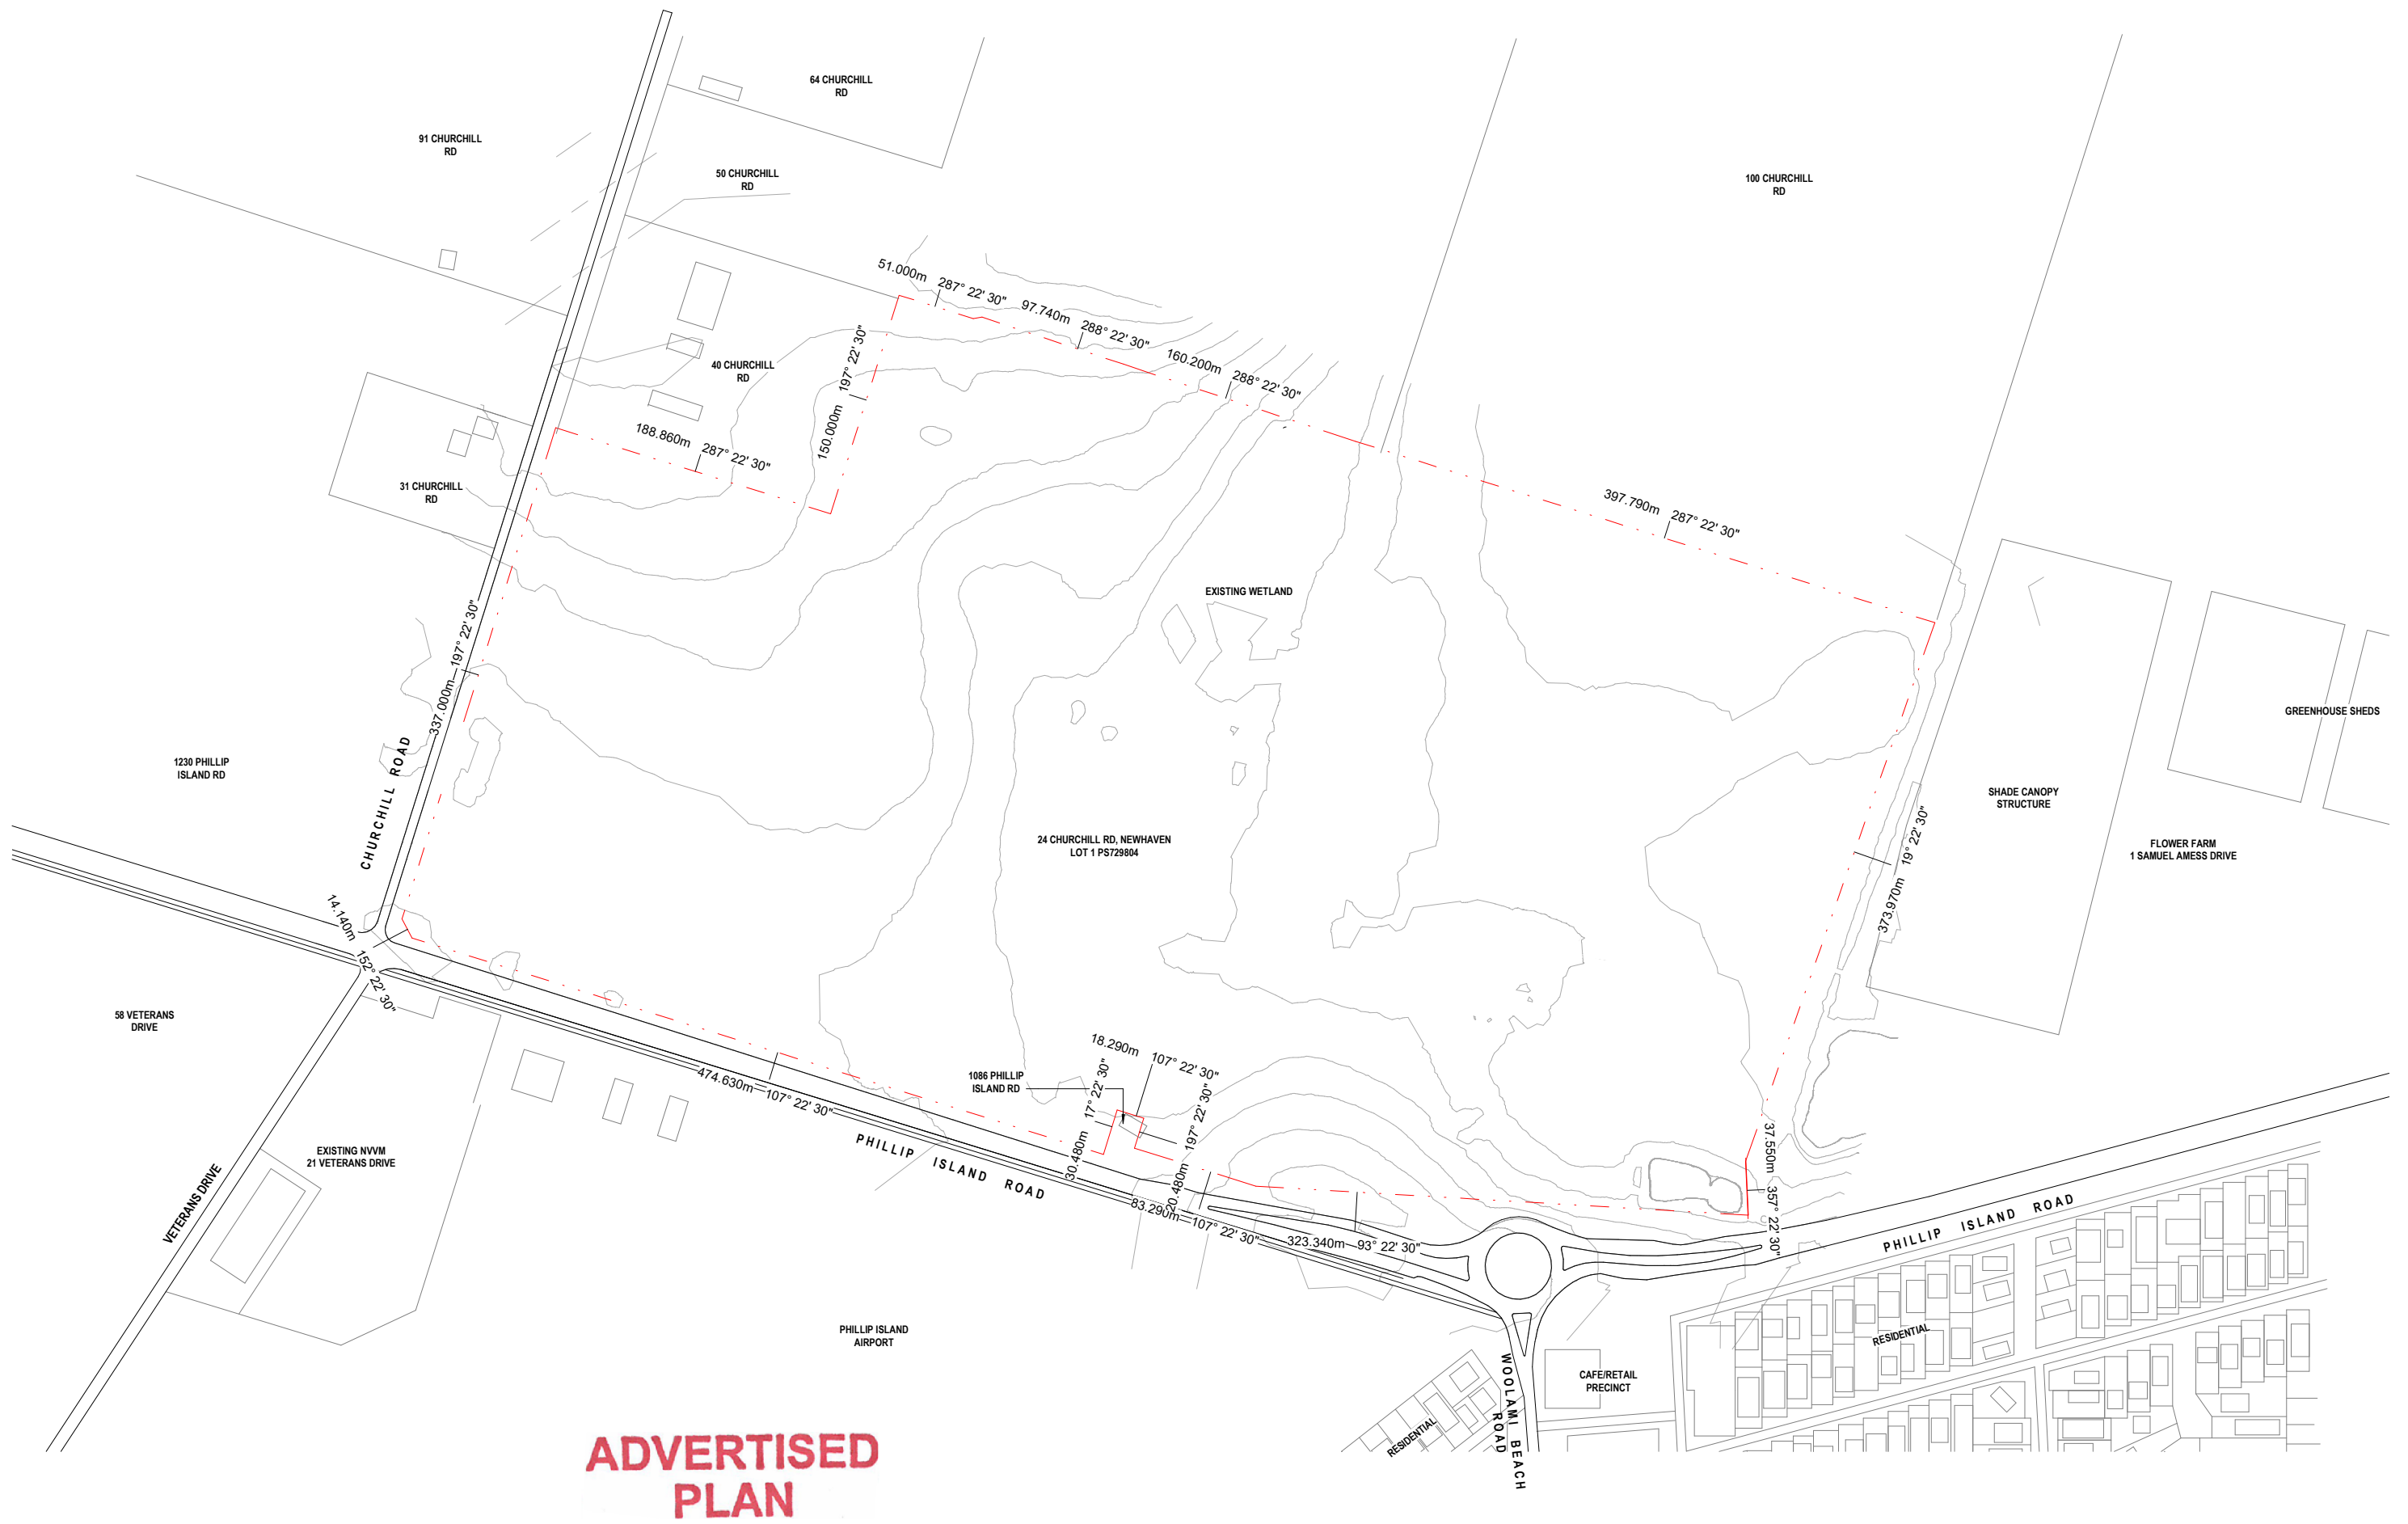 64 CHURCHILL
RD
91 CHURCHILL
RD
50 CHURCHILL
RD
100 CHURCHILL
RD
51.000m 287° 22' 30"
97.740m 288° 22' 30"
160.200m 288° 22' 30"
40 CHURCHILL
RD
150.000m 197° 22' 30"
188.860m 287° 22' 30"
31 CHURCHILL
RD
397.790m 287° 22' 30"
EXISTING WETLAND
337.000m 197° 22' 30"
GREENHOUSE SHEDS
1230 PHILLIP
ISLAND RD
CHURCHILL ROAD
SHADE CANOPY
STRUCTURE
24 CHURCHILL RD, NEWHAVEN
LOT 1 PS729804
FLOWER FARM
1 SAMUEL AMESS DRIVE
373.970m 19° 22' 30"
14.140m 152° 22' 30"
58 VETERANS
DRIVE
474.630m 107° 22' 30"
18.290m 107° 22' 30"
1086 PHILLIP
ISLAND RD
30.480m 17° 22' 30"
20.480m 197° 22' 30"
PHILLIP ISLAND ROAD
EXISTING NVVM
21 VETERANS DRIVE
VETERANS DRIVE
83.290m 107° 22' 30"
323.340m 93° 22' 30"
37.550m 357° 22' 30"
PHILLIP ISLAND ROAD
PHILLIP ISLAND
AIRPORT
RESIDENTIAL
CAFE/RETAIL
PRECINCT
WOOLAMI BEACH
ROAD
RESIDENTIAL
ADVERTISED
PLAN